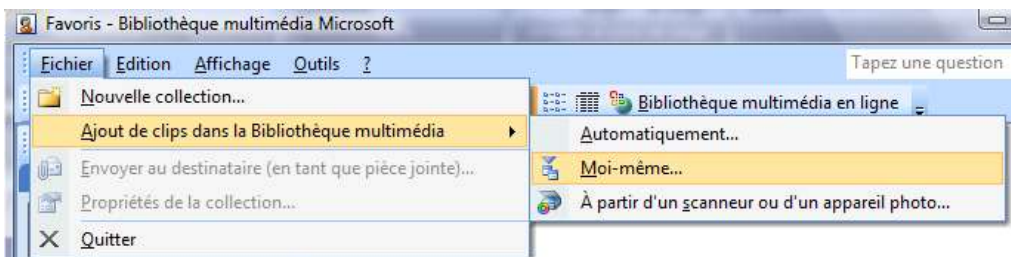 Favoris - Bibliothèque multimédia Microsoft
Fichier Edition Affichage Outils ? Tapez une question
Nouvelle collection...
Bibliothèque multimédia en ligne
Ajout de clips dans la Bibliothèque multimédia
Automatiquement...
Envoyer au destinataire (en tant que pièce jointe)...
Moi-même...
Propriétés de la collection...
À partir d'un scanneur ou d'un appareil photo...
Quitter